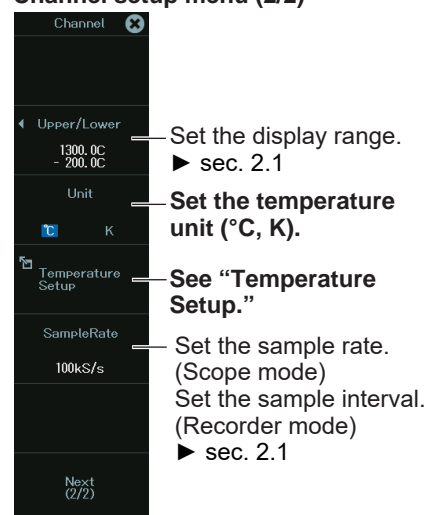 Channel setup menu (2/2)
Channel
Upper/Lower
1300.0C
- 200.0C
Set the display range.
► sec. 2.1
Unit
℃ K
Set the temperature
unit (°C, K).
Temperature
Setup
See “Temperature
Setup.”
SampleRate
100kS/s
Set the sample rate.
(Scope mode)
Set the sample interval.
(Recorder mode)
► sec. 2.1
Next
(2/2)